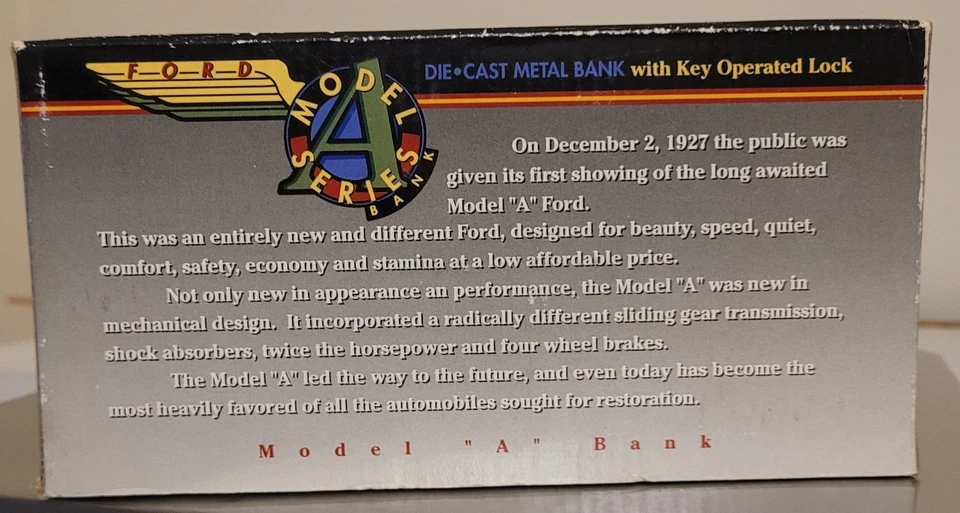 FORD
MODEL
A
SERIES
BANK
DIE•CAST METAL BANK with Key Operated Lock
On December 2, 1927 the public was
given its first showing of the long awaited
Model "A" Ford.
This was an entirely new and different Ford, designed for beauty, speed, quiet,
comfort, safety, economy and stamina at a low affordable price.
Not only new in appearance an performance, the Model "A" was new in
mechanical design. It incorporated a radically different sliding gear transmission,
shock absorbers, twice the horsepower and four wheel brakes.
The Model "A" led the way to the future, and even today has become the
most heavily favored of all the automobiles sought for restoration.
Model "A" Bank